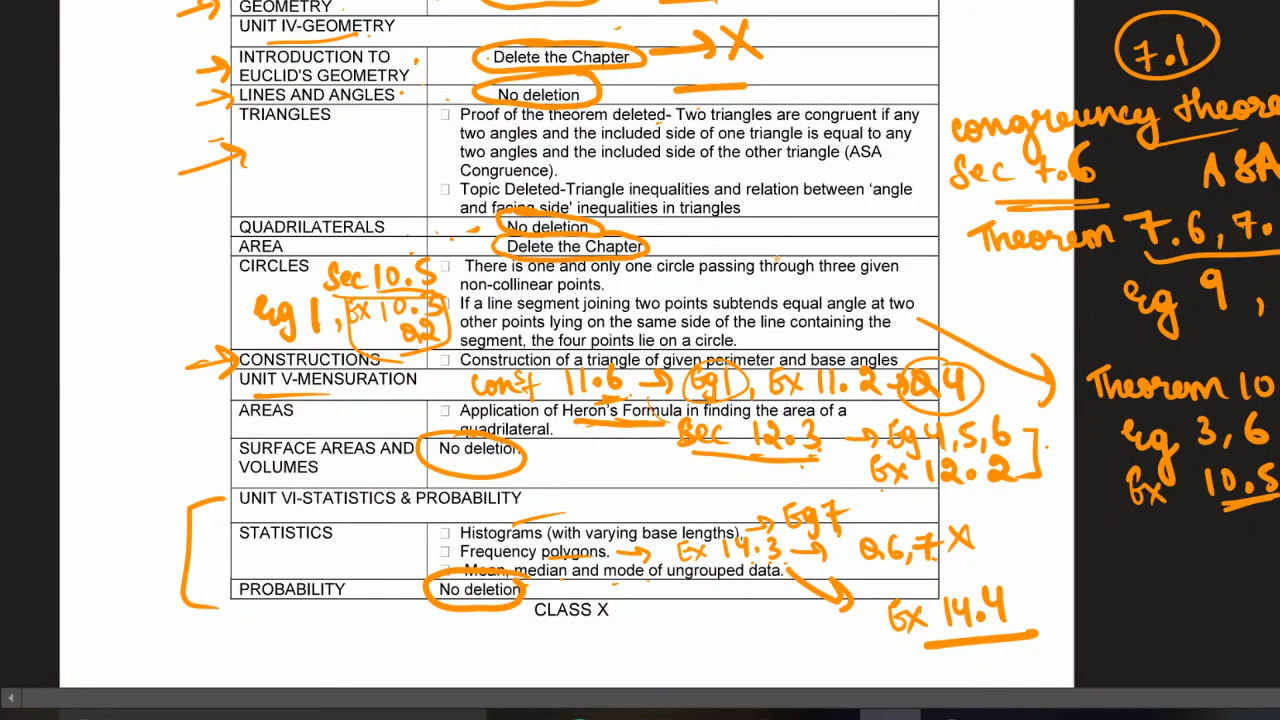 GEOMETRY
UNIT IV-GEOMETRY
INTRODUCTION TO EUCLID'S GEOMETRY
Delete the Chapter → X
LINES AND ANGLES
No deletion
TRIANGLES
Proof of the theorem deleted- Two triangles are congruent if any
two angles and the included side of one triangle is equal to any
two angles and the included side of the other triangle (ASA
Congruence).
Topic Deleted-Triangle inequalities and relation between ‘angle
and facing side’ inequalities in triangles
QUADRILATERALS
No deletion
AREA
Delete the Chapter
CIRCLES
Sec 10.5
Eg 1, Ex 10.5
Q2
There is one and only one circle passing through three given
non-collinear points.
If a line segment joining two points subtends equal angle at two
other points lying on the same side of the line containing the
segment, the four points lie on a circle.
CONSTRUCTIONS
Construction of a triangle of given perimeter and base angles
UNIT V-MENSURATION
const 11.6 → Eg 1, Ex 11.2 → Q4
AREAS
Application of Heron's Formula in finding the area of a
quadrilateral.
Sec 12.3 → Eg 4,5,6
Ex 12.2
SURFACE AREAS AND VOLUMES
No deletion
UNIT VI-STATISTICS & PROBABILITY
STATISTICS
Histograms (with varying base lengths), → Eg 7
Frequency polygons. → Ex 14.3 → Q6,7 X
Mean, median and mode of ungrouped data.
Ex 14.4
PROBABILITY
No deletion
CLASS X
7.1
congruency theore
Sec 7.6 ASA
Theorem 7.6, 7.
eg 9,
Theorem 10
eg 3, 6
Ex 10.5